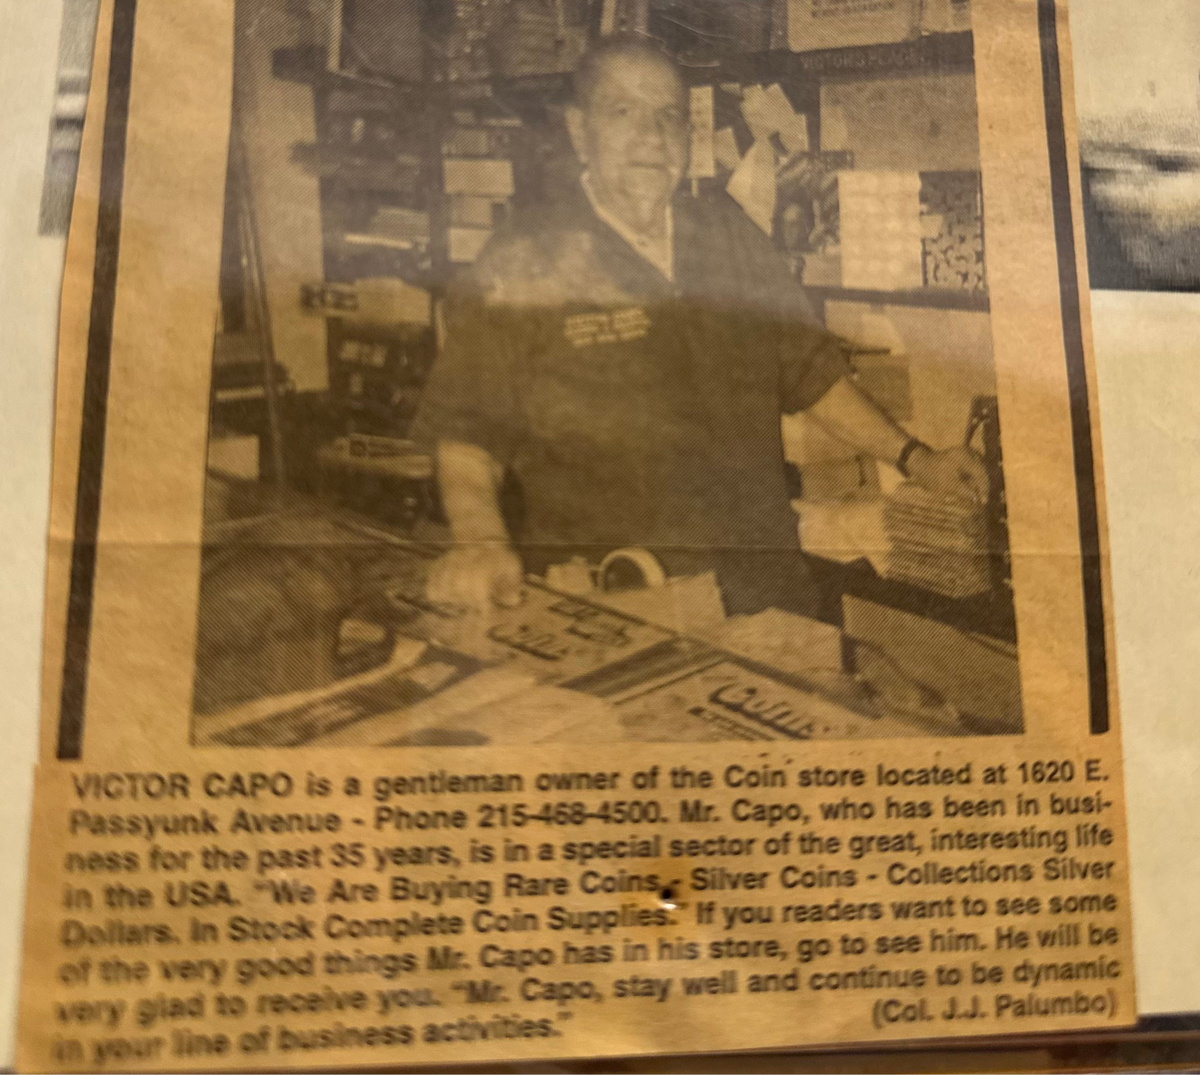 VICTOR CAPO is a gentleman owner of the Coin store located at 1620 E.
Passyunk Avenue - Phone 215-468-4500. Mr. Capo, who has been in busi-
ness for the past 35 years, is in a special sector of the great, interesting life
in the USA. "We Are Buying Rare Coins - Silver Coins - Collections Silver
Dollars. In Stock Complete Coin Supplies." If you readers want to see some
of the very good things Mr. Capo has in his store, go to see him. He will be
very glad to receive you. "Mr. Capo, stay well and continue to be dynamic
in your line of business activities."
(Col. J.J. Palumbo)